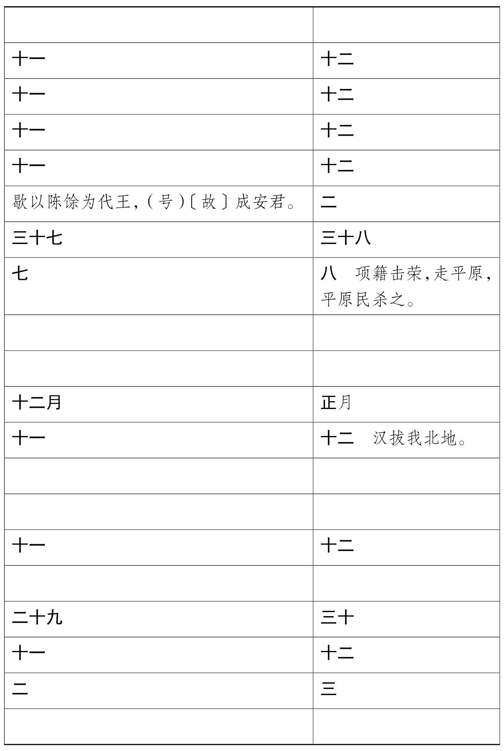 十一 十二
十一 十二
十一 十二
十一 十二
歇以陈馀为代王，（号）〔故〕成安君。 二
三十七 三十八
七 八 项籍击荣，走平原，
平原民杀之。
十二月 正月
十一 十二 汉拔我北地。
十一 十二
二十九 三十
十一 十二
二 三